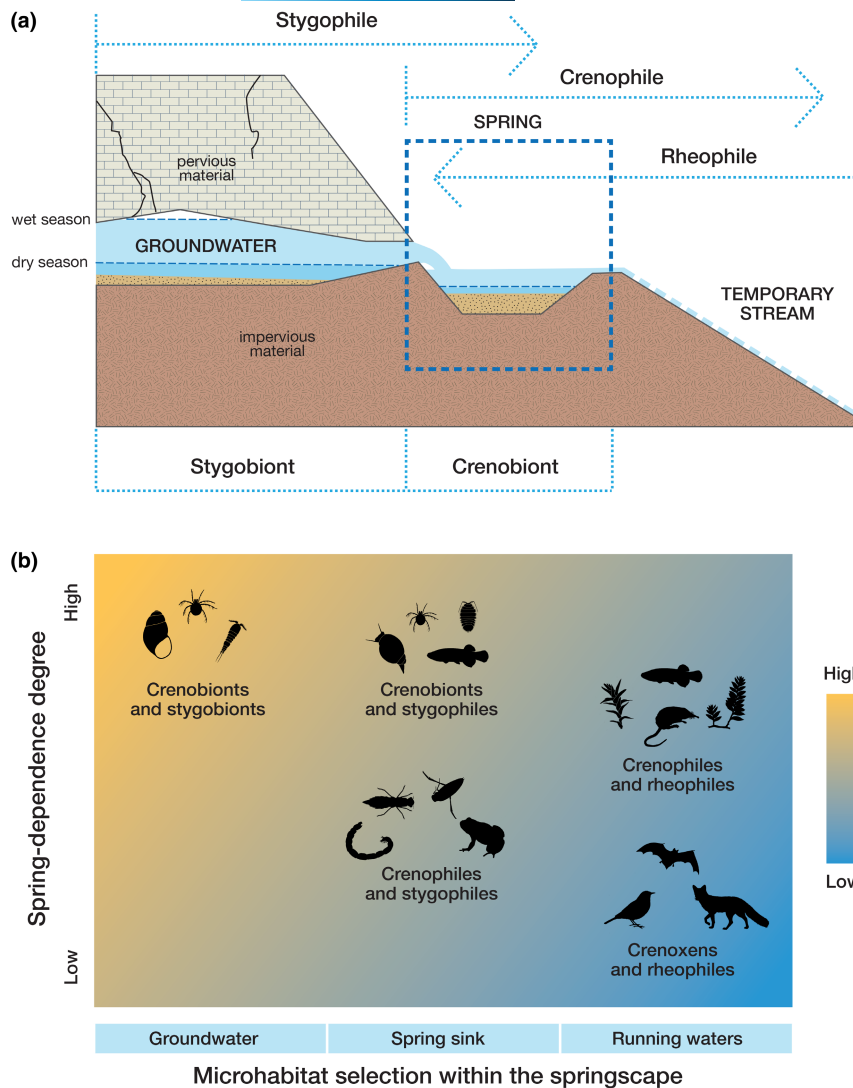 (a)
Stygophile
Crenophile
SPRING
Rheophile
pervious
material
wet season
GROUNDWATER
dry season
TEMPORARY
STREAM
impervious
material
Stygobiont
Crenobiont
(b)
High
Spring-dependence degree
Low
Crenobionts
and stygobionts
Crenobionts
and stygophiles
Crenophiles
and rheophiles
Crenophiles
and stygophiles
Crenoxens
and rheophiles
High
Low
Groundwater
Spring sink
Running waters
Microhabitat selection within the springscape